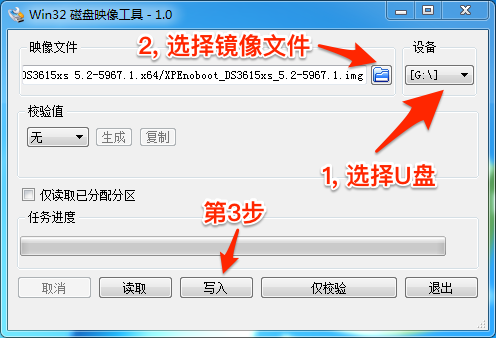 Win32 磁盘映像工具 - 1.0
2, 选择镜像文件
映像文件
设备
DS3615xs 5.2-5967.1.x64/XPEnoboot_DS3615xs_5.2-5967.1.img
[G:\]
校验值
无
生成
复制
1, 选择U盘
仅读取已分配分区
第3步
任务进度
取消
读取
写入
仅校验
退出